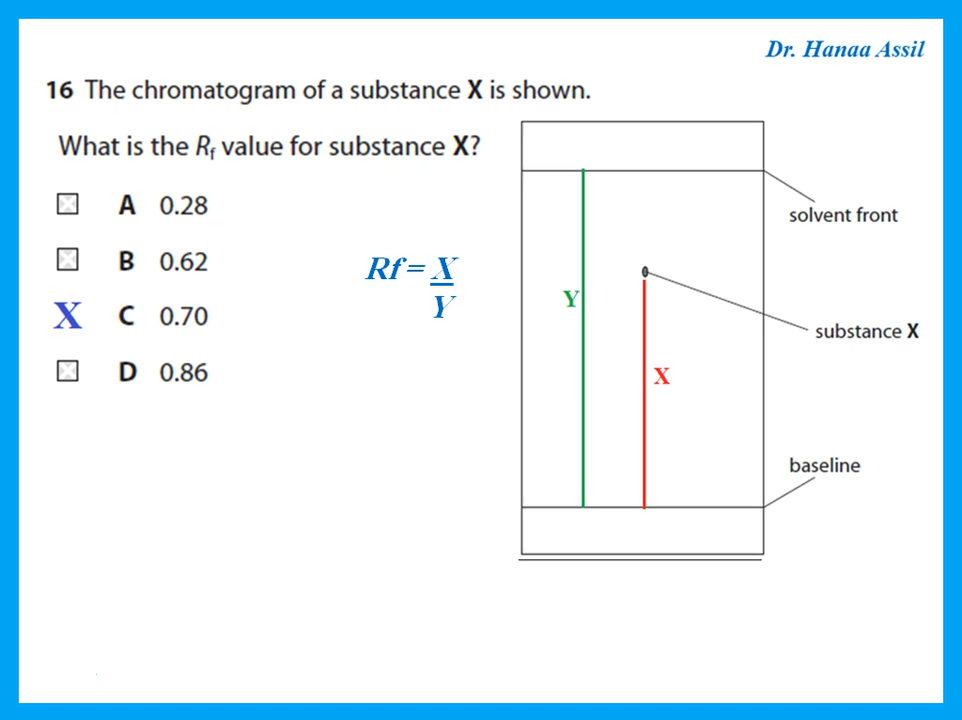 Dr. Hanaa Assil
16 The chromatogram of a substance X is shown.
What is the Rf value for substance X?
A 0.28
B 0.62
X C 0.70
D 0.86
Rf = X
Y
solvent front
Y
substance X
X
baseline